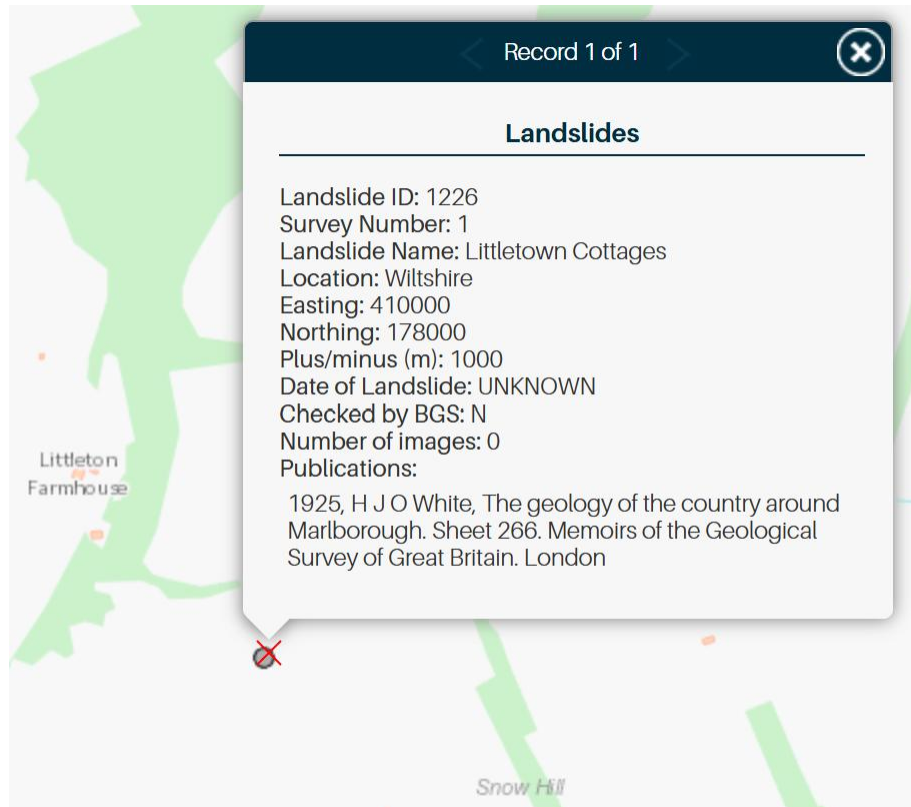 Record 1 of 1
Landslides
Landslide ID: 1226
Survey Number: 1
Landslide Name: Littletown Cottages
Location: Wiltshire
Easting: 410000
Northing: 178000
Plus/minus (m): 1000
Date of Landslide: UNKNOWN
Checked by BGS: N
Number of images: 0
Publications:
1925, H J O White, The geology of the country around
Marlborough. Sheet 266. Memoirs of the Geological
Survey of Great Britain. London
Littleton
Farmhouse
Snow Hill